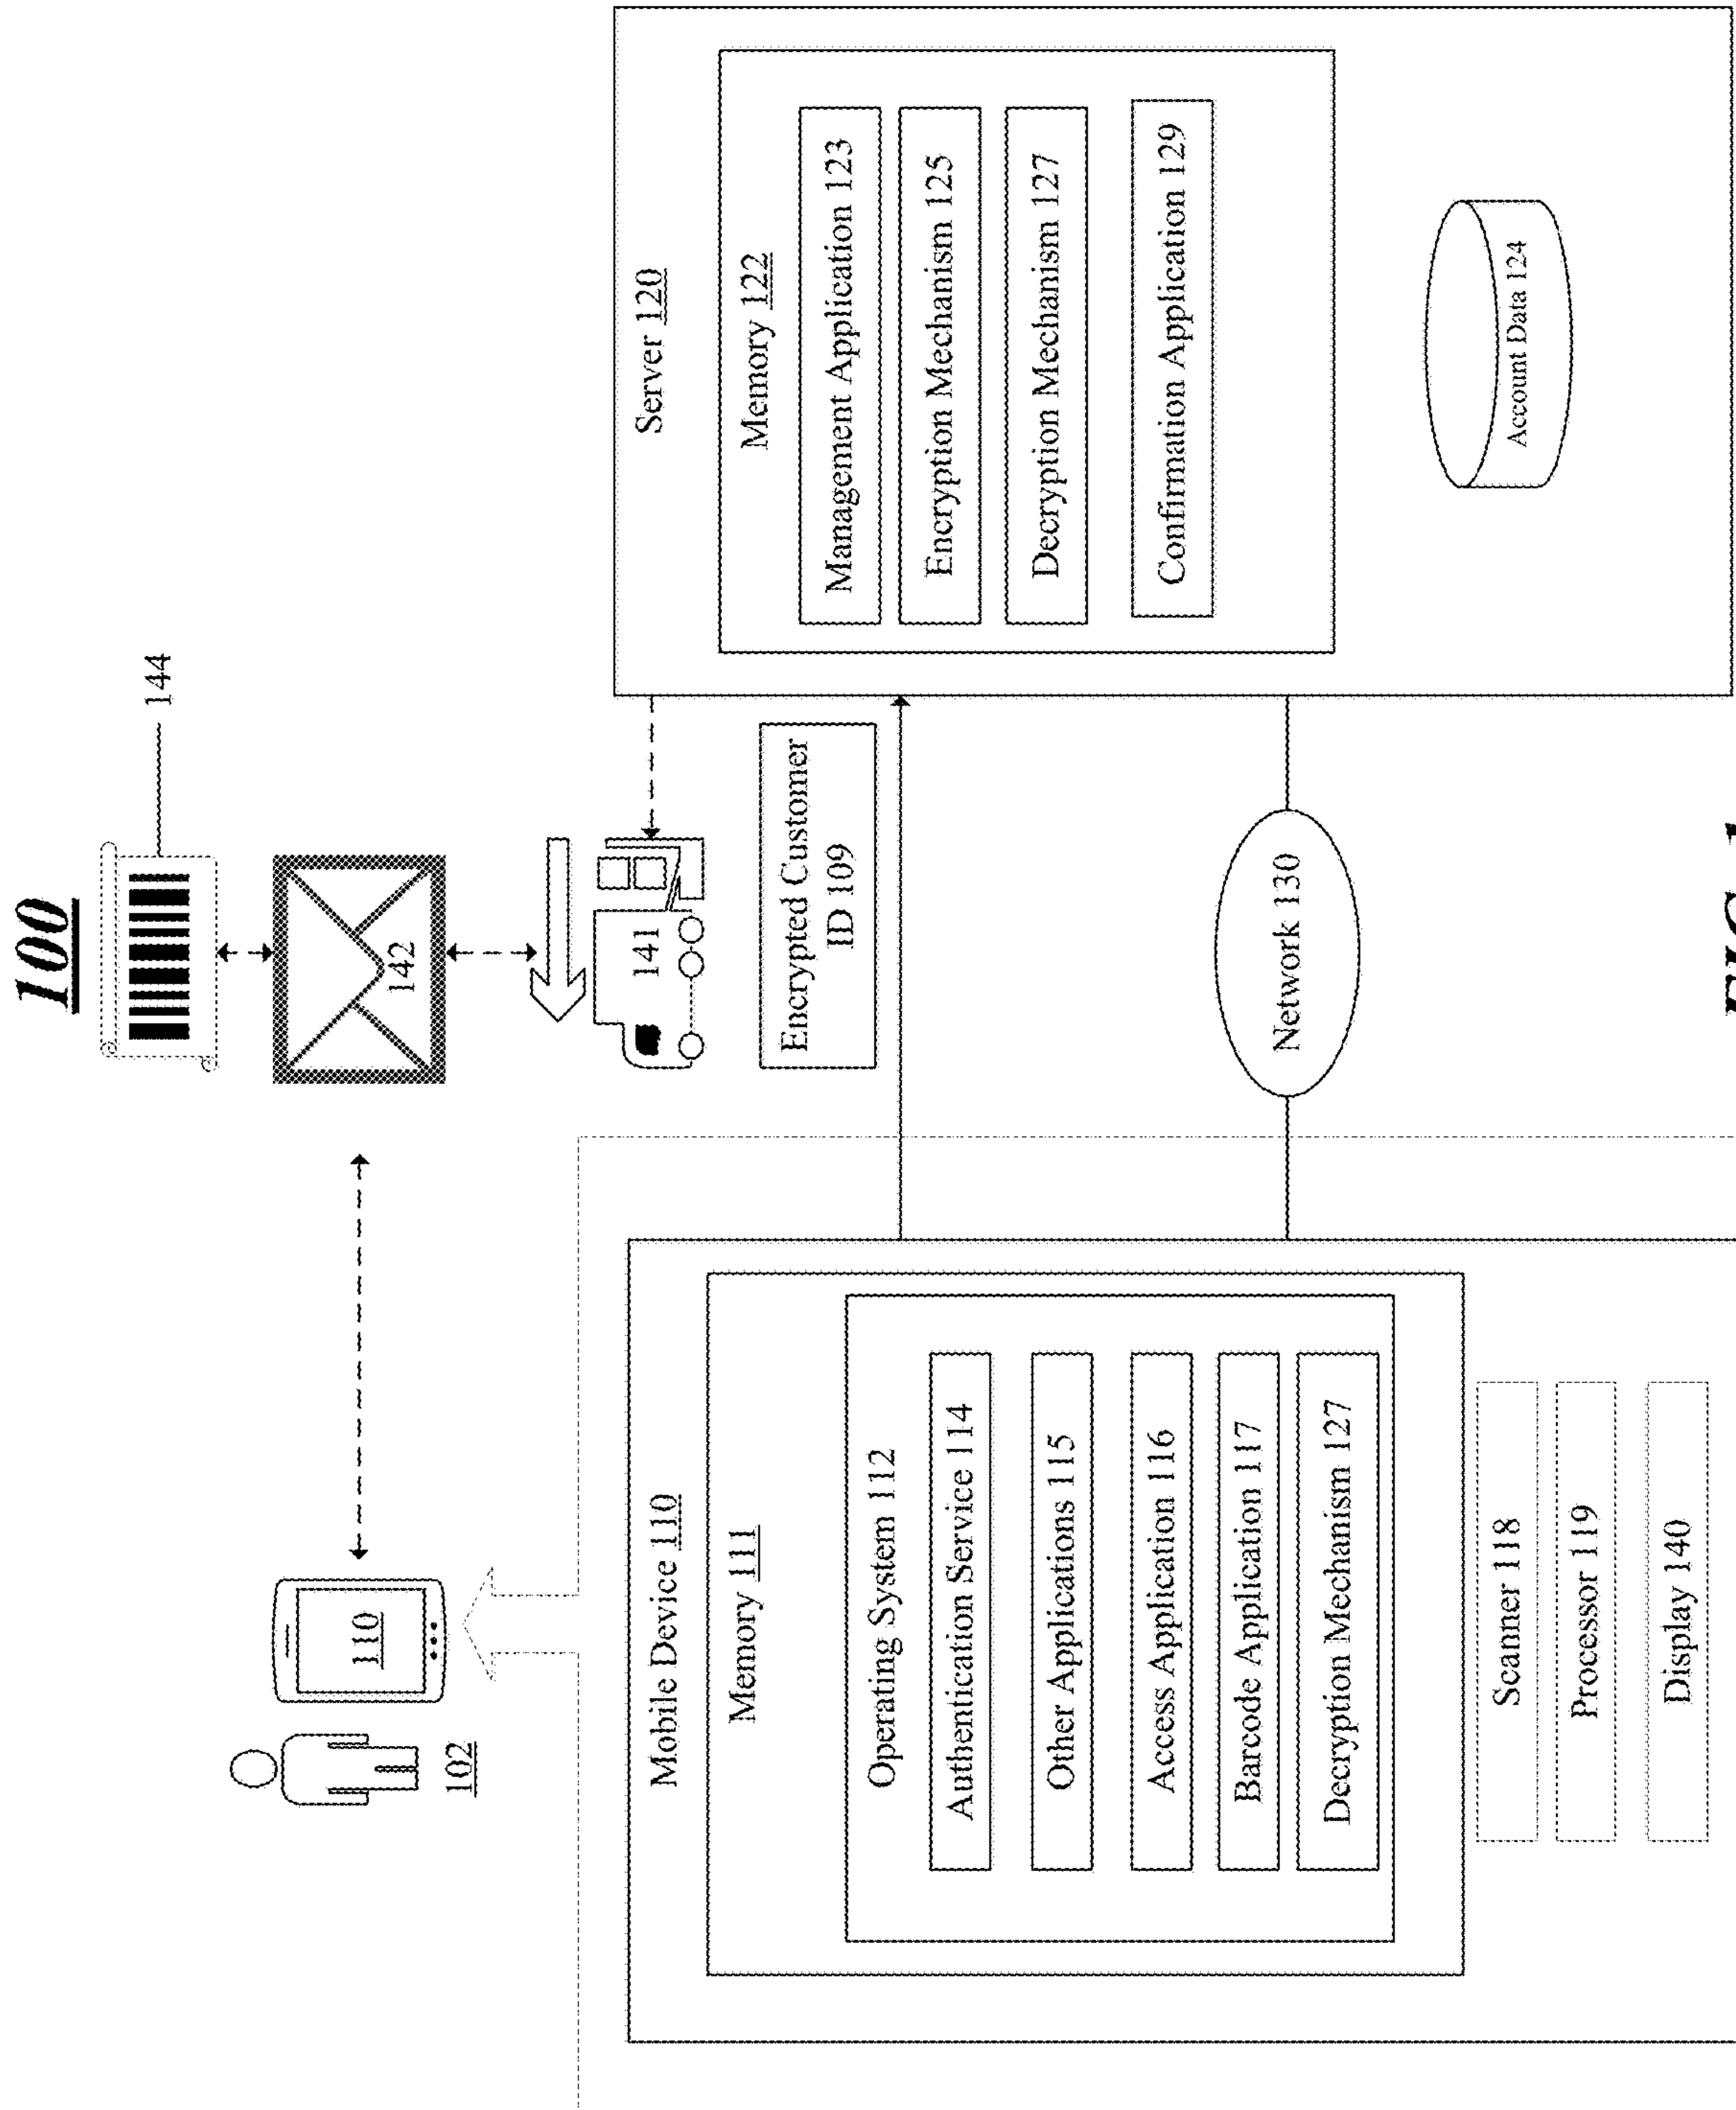 100
144
142
102
110
141
Encrypted Customer
ID 109
Mobile Device 110
Memory 111
Operating System 112
Authentication Service 114
Other Applications 115
Access Application 116
Barcode Application 117
Decryption Mechanism 127
Scanner 118
Processor 119
Display 140
Network 130
Server 120
Memory 122
Management Application 123
Encryption Mechanism 125
Decryption Mechanism 127
Confirmation Application 129
Account Data 124